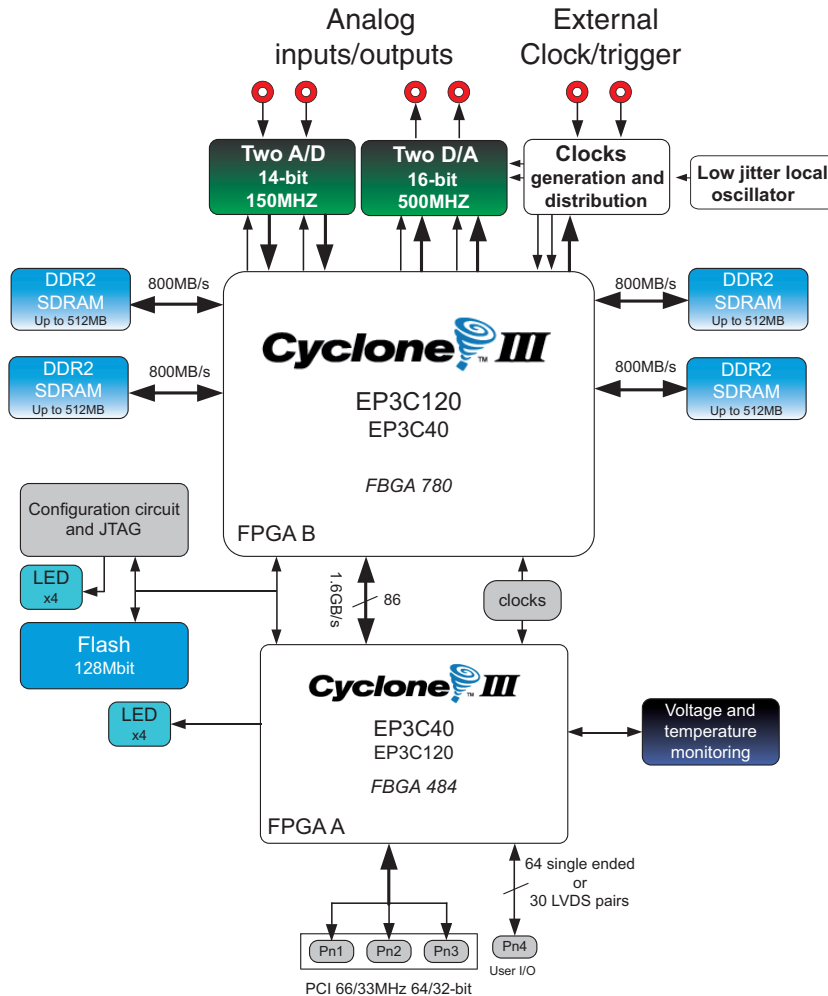 Analog
inputs/outputs
External
Clock/trigger
Two A/D
14-bit
150MHZ
Two D/A
16-bit
500MHZ
Clocks
generation and
distribution
Low jitter local
oscillator
DDR2
SDRAM
Up to 512MB
800MB/s
800MB/s
DDR2
SDRAM
Up to 512MB
DDR2
SDRAM
Up to 512MB
800MB/s
800MB/s
DDR2
SDRAM
Up to 512MB
Cyclone™ III
EP3C120
EP3C40
FBGA 780
FPGA B
Configuration circuit
and JTAG
LED
x4
Flash
128Mbit
1.6GB/s
86
clocks
Cyclone™ III
EP3C40
EP3C120
FBGA 484
FPGA A
LED
x4
Voltage and
temperature
monitoring
64 single ended
or
30 LVDS pairs
Pn1
Pn2
Pn3
Pn4
User I/O
PCI 66/33MHz 64/32-bit